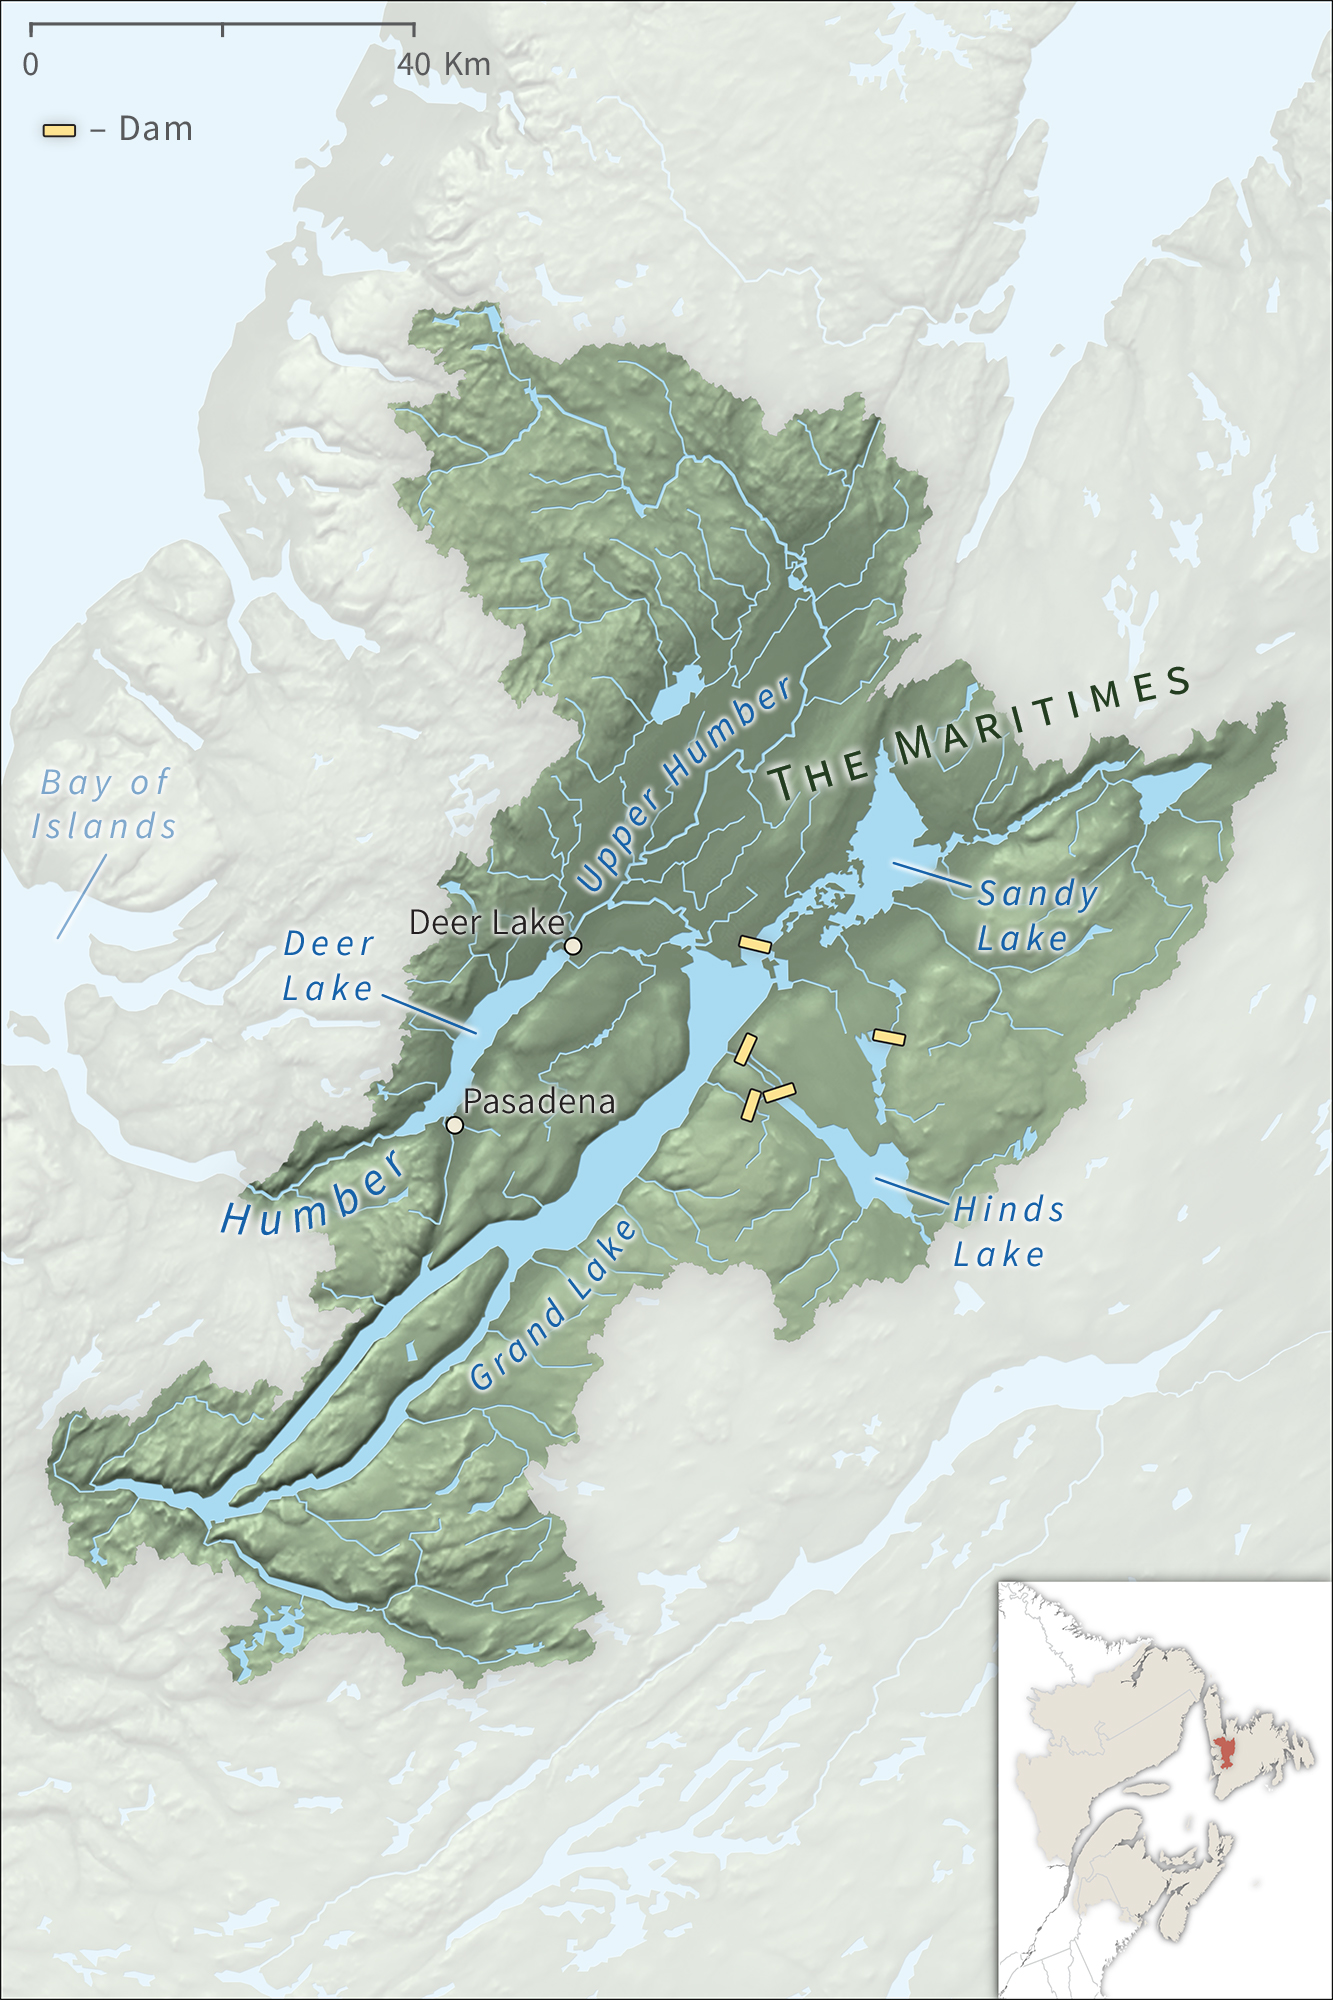 0 40 Km
– Dam
THE MARITIMES
Upper Humber
Bay of
Islands
Sandy
Lake
Deer Lake
Deer
Lake
Pasadena
Humber
Hinds
Lake
Grand Lake